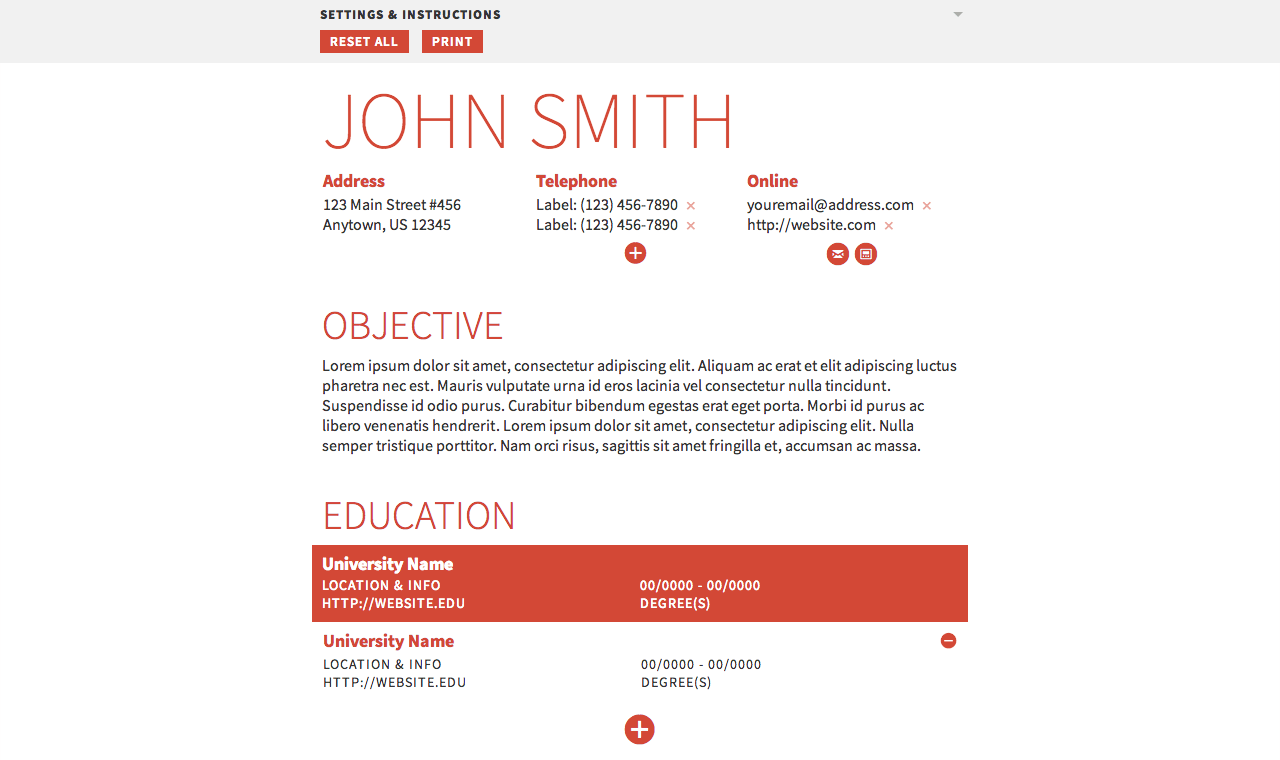 SETTINGS & INSTRUCTIONS
RESET ALL PRINT
JOHN SMITH
Address Telephone Online
123 Main Street #456 Label: (123) 456-7890 youremail@address.com
Anytown, US 12345 Label: (123) 456-7890 http://website.com
OBJECTIVE
Lorem ipsum dolor sit amet, consectetur adipiscing elit. Aliquam ac erat et elit adipiscing luctus
pharetra nec est. Mauris vulputate urna id eros lacinia vel consectetur nulla tincidunt.
Suspendisse id odio purus. Curabitur bibendum egestas erat eget porta. Morbi id purus ac
libero venenatis hendrerit. Lorem ipsum dolor sit amet, consectetur adipiscing elit. Nulla
semper tristique porttitor. Nam orci risus, sagittis sit amet fringilla et, accumsan ac massa.
EDUCATION
University Name
LOCATION & INFO 00/0000 - 00/0000
HTTP://WEBSITE.EDU DEGREE(S)
University Name
LOCATION & INFO 00/0000 - 00/0000
HTTP://WEBSITE.EDU DEGREE(S)